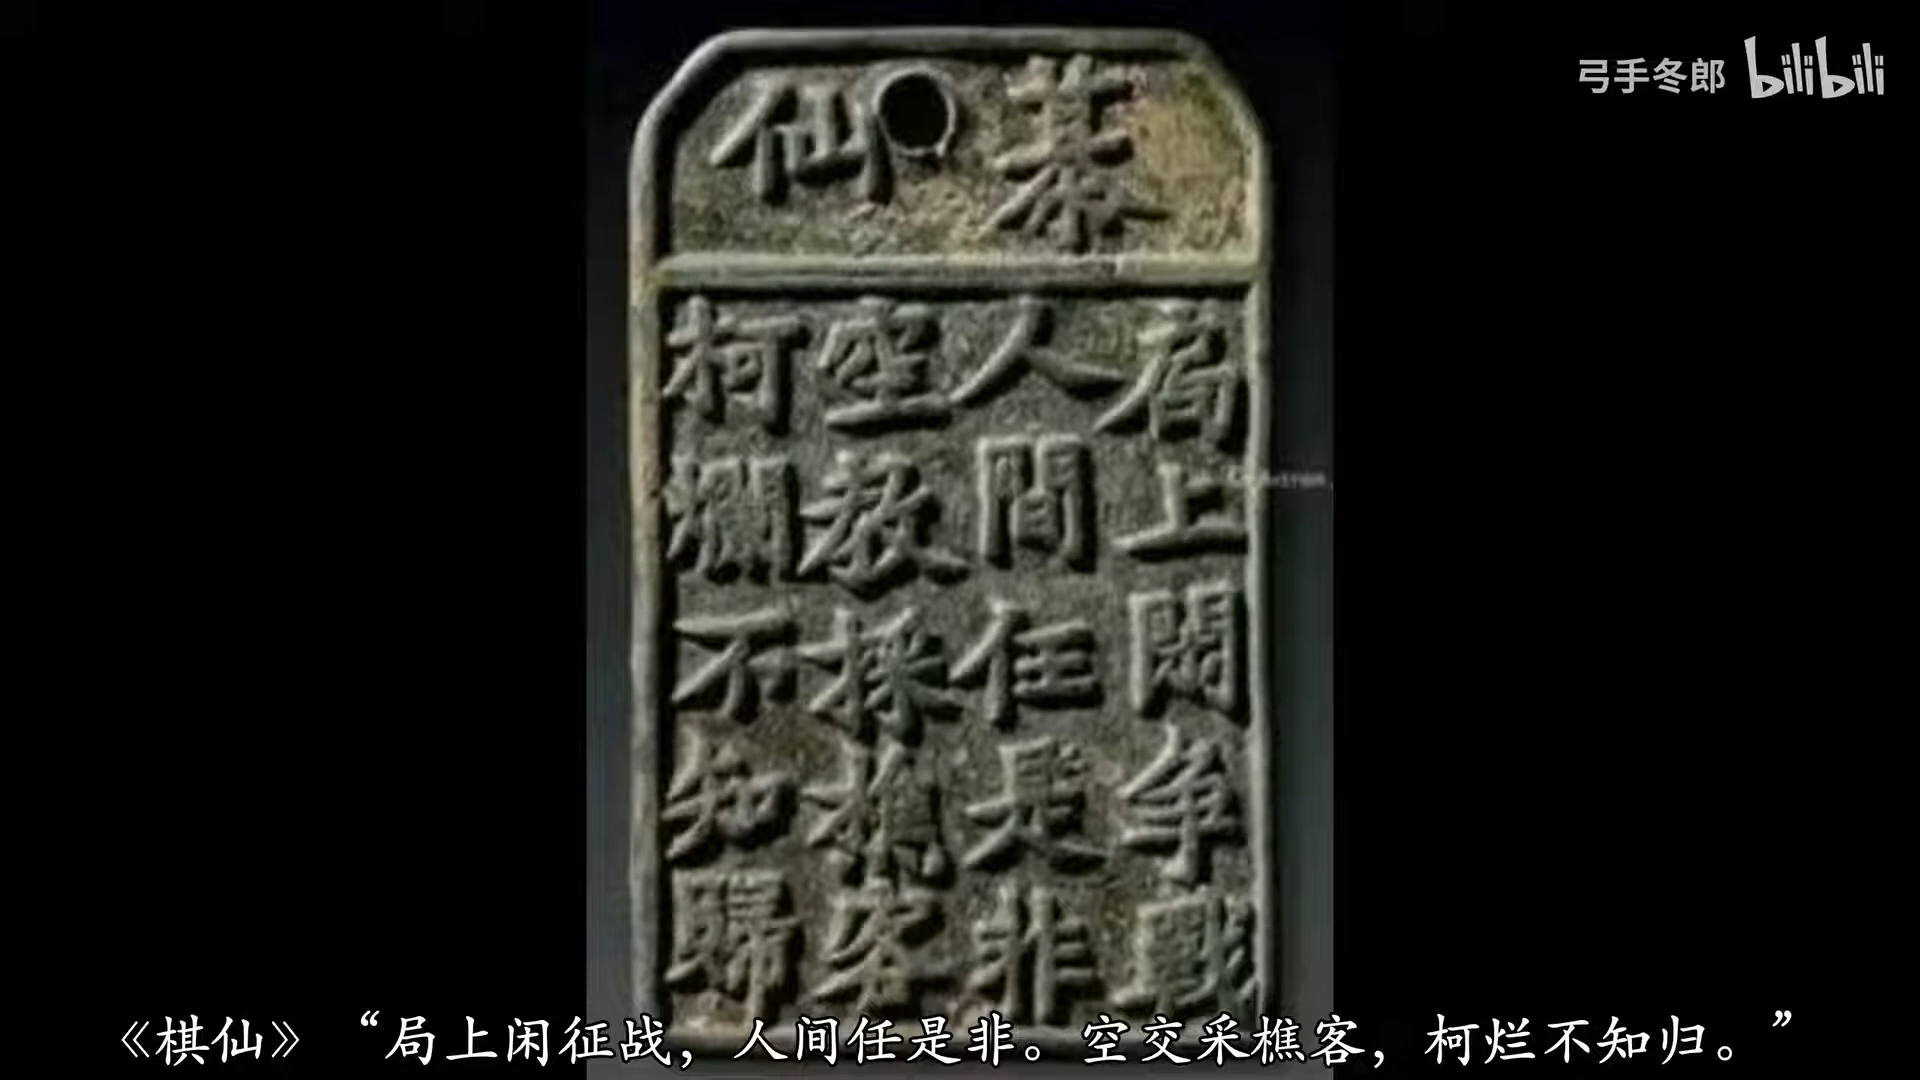 弓手冬郎 bilibili
棊仙
局上閑争戰
人間任是非
空教採樵客
柯爛不知歸
《棋仙》“局上闲征战，人间任是非。空交采樵客，柯烂不知归。”